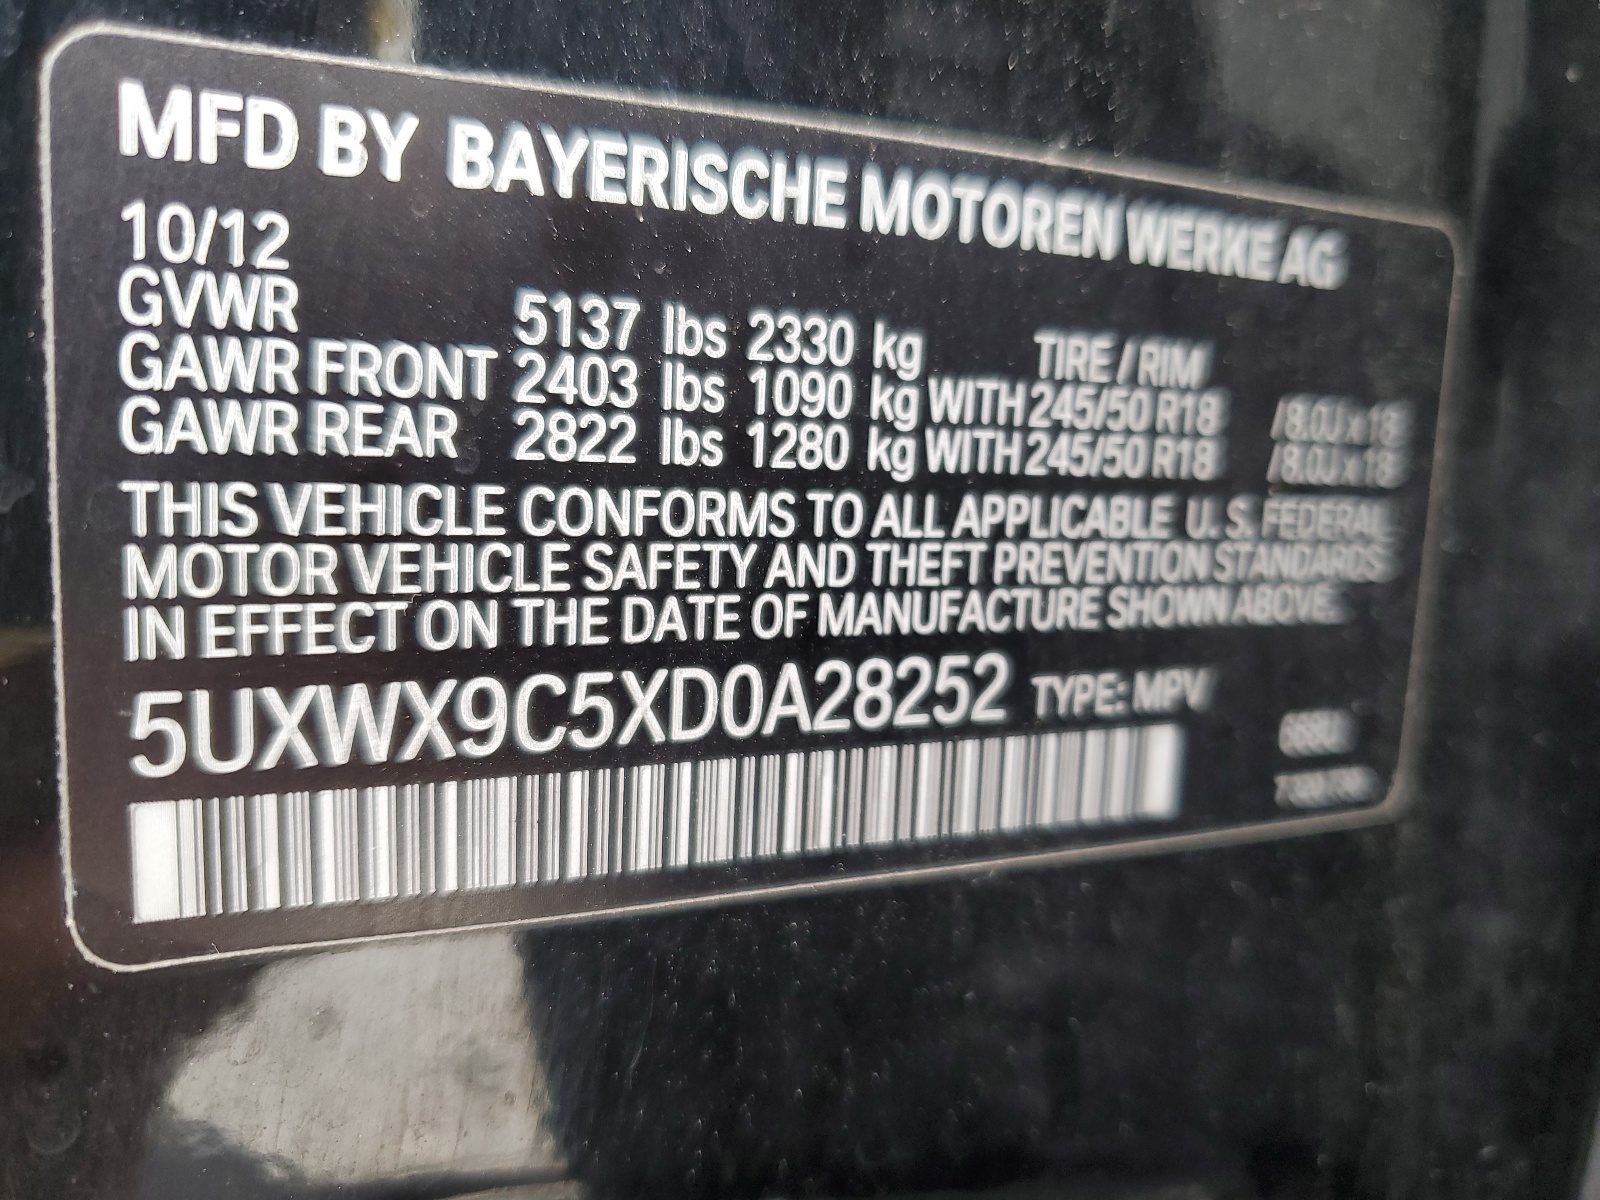 MFD BY BAYERISCHE MOTOREN WERKE AG
10/12
GVWR 5137 lbs 2330 kg TIRE / RIM
GAWR FRONT 2403 lbs 1090 kg WITH 245/50 R18 /8.0J x 18
GAWR REAR 2822 lbs 1280 kg WITH 245/50 R18 /8.0J x 18
THIS VEHICLE CONFORMS TO ALL APPLICABLE U. S. FEDERAL
MOTOR VEHICLE SAFETY AND THEFT PREVENTION STANDARDS
IN EFFECT ON THE DATE OF MANUFACTURE SHOWN ABOVE.
5UXWX9C5XD0A28252 TYPE: MPV